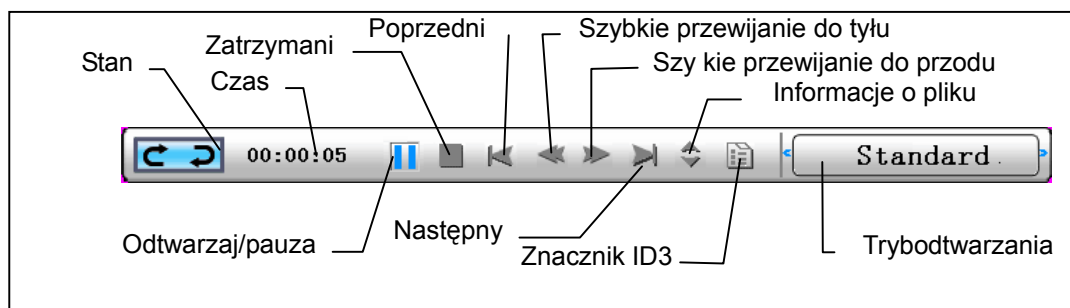 Poprzedni
Szybkie przewijanie do tyłu
Zatrzymani
Stan
Szy kie przewijanie do przodu
Czas
Informacje o pliku
00:00:05
Standard
Odtwarzaj/pauza
Następny
Znacznik ID3
Trybodtwarzania